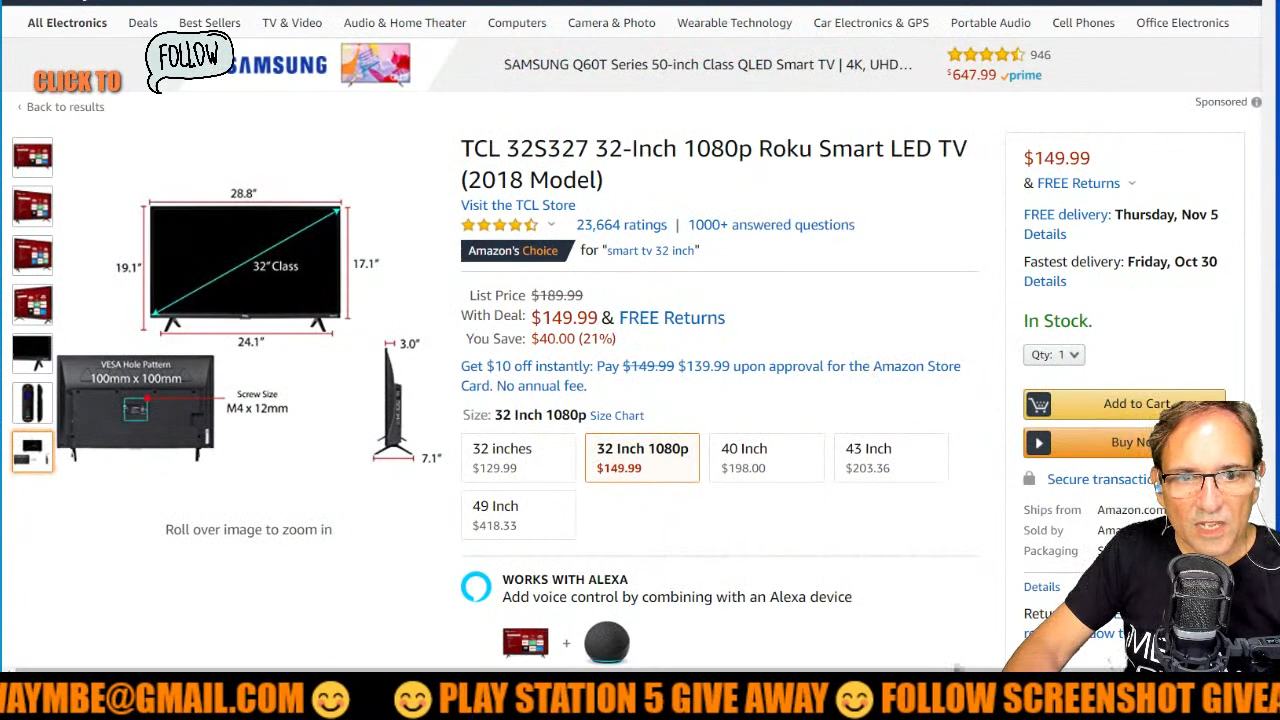 All Electronics Deals Best Sellers TV & Video Audio & Home Theater Computers Camera & Photo Wearable Technology Car Electronics & GPS Portable Audio Cell Phones Office Electronics
FOLLOW
CLICK TO
SAMSUNG
SAMSUNG Q60T Series 50-inch Class QLED Smart TV | 4K, UHD…
946
$647.99 prime
‹ Back to results
Sponsored
28.8"
19.1"
32" Class
17.1"
24.1"
VESA Hole Pattern
100mm x 100mm
Screw Size
M4 x 12mm
3.0"
7.1"
Roll over image to zoom in
TCL 32S327 32-Inch 1080p Roku Smart LED TV
(2018 Model)
Visit the TCL Store
23,664 ratings | 1000+ answered questions
Amazon's Choice for "smart tv 32 inch"
List Price $189.99
With Deal: $149.99 & FREE Returns
You Save: $40.00 (21%)
Get $10 off instantly: Pay $149.99 $139.99 upon approval for the Amazon Store
Card. No annual fee.
Size: 32 Inch 1080p Size Chart
32 inches
$129.99
32 Inch 1080p
$149.99
40 Inch
$198.00
43 Inch
$203.36
49 Inch
$418.33
WORKS WITH ALEXA
Add voice control by combining with an Alexa device
+
$149.99
& FREE Returns
FREE delivery: Thursday, Nov 5
Details
Fastest delivery: Friday, Oct 30
Details
In Stock.
Qty: 1
Add to Cart
Buy
Secure
Ships from Amazon.com
Sold by
Packaging
Details
WAYMBE@GMAIL.COM 😊 😊 PLAY STATION 5 GIVE AWAY 😊 FOLLOW SCREENSHOT GIVEA